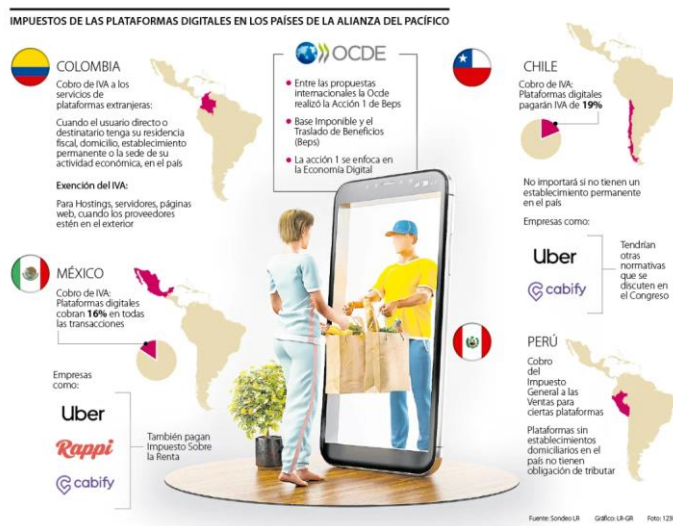 IMPUESTOS DE LAS PLATAFORMAS DIGITALES EN LOS PAÍSES DE LA ALIANZA DEL PACÍFICO
COLOMBIA
Cobro de IVA a los
servicios de
plataformas extranjeras:
Cuando el usuario directo o
destinatario tenga su residencia
fiscal, domicilio, establecimiento
permanente o la sede de su
actividad económica, en el país
Exención del IVA:
Para Hostings, servidores, páginas
web, cuando los proveedores
estén en el exterior
OCDE
Entre las propuestas
internacionales la Ocde
realizó la Acción 1 de Beps
Base Imponible y el
Traslado de Beneficios
(Beps)
La acción 1 se enfoca en
la Economía Digital
CHILE
Cobro de IVA:
Plataformas digitales
pagarán IVA de 19%
No importará si no tienen un
establecimiento permanente
en el país
Empresas como:
Uber
cabify
Tendrían
otras
normativas
que se
discuten en
el Congreso
MÉXICO
Cobro de IVA:
Plataformas digitales
cobran 16% en todas
las transacciones
Empresas
como:
Uber
Rappi
cabify
También pagan
Impuesto Sobre
la Renta
PERÚ
Cobro
del
Impuesto
General a las
Ventas para
ciertas plataformas
Plataformas sin
establecimientos
domiciliarios en el
país no tienen
obligación de tributar
Fuente: Sondeo LR Gráfico: LR-GR Foto: 123R